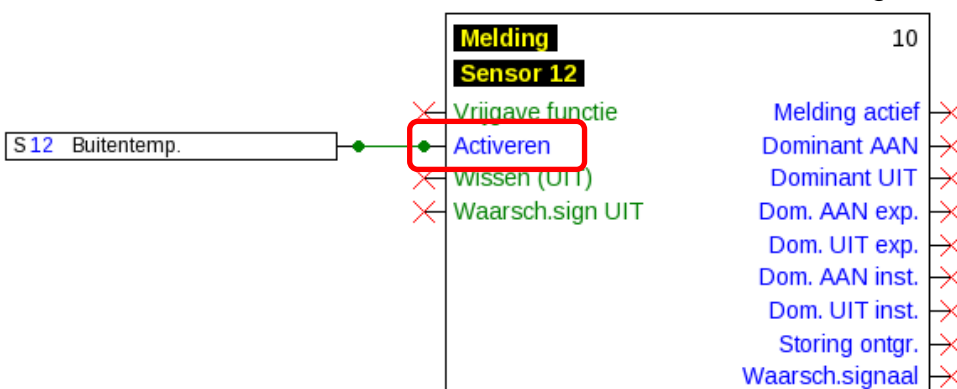 Melding 10
Sensor 12
Vrijgave functie Melding actief
S12 Buitentemp. Activeren Dominant AAN
Wissen (UIT) Dominant UIT
Waarsch.sign UIT Dom. AAN exp.
Dom. UIT exp.
Dom. AAN inst.
Dom. UIT inst.
Storing ontgr.
Waarsch.signaal